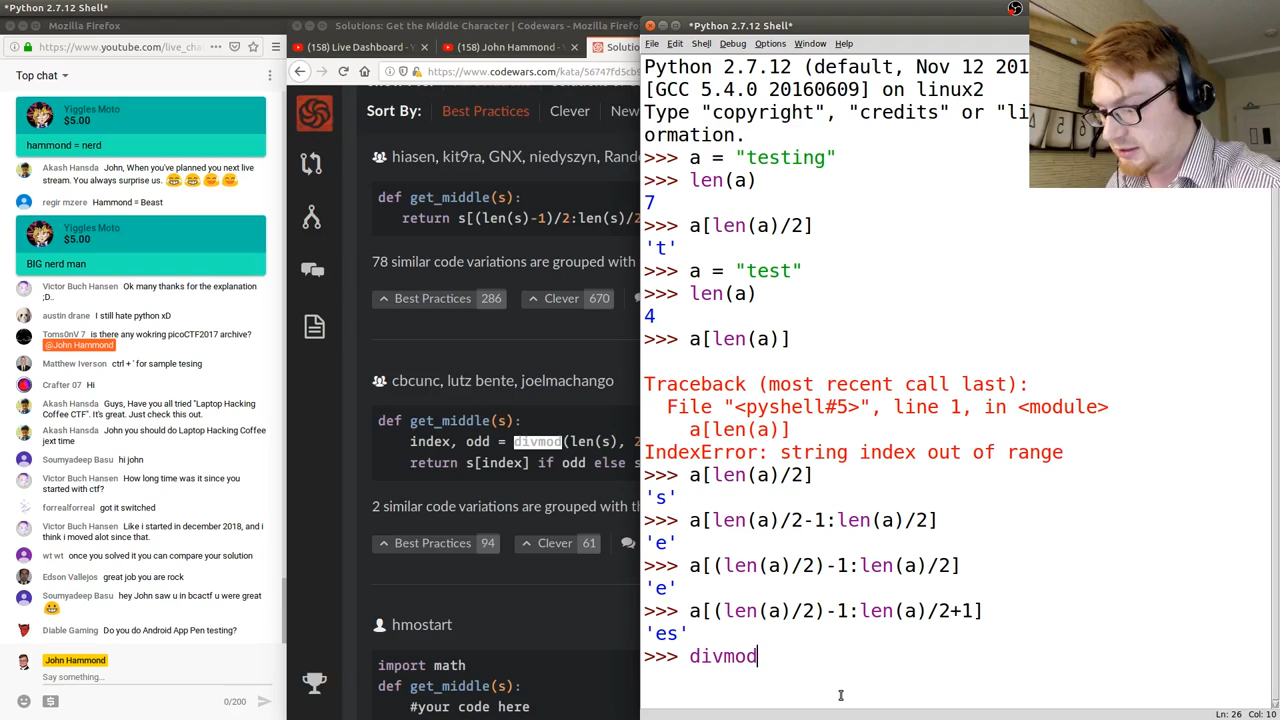 *Python 2.7.12 Shell*
Mozilla Firefox
https://www.youtube.com/live_cha
Top chat
Yiggles Moto
$5.00
hammond = nerd
Akash Hansda John, When you've planned you next live
stream. You always surprise us.
regir mzere Hammond = Beast
Yiggles Moto
$5.00
BIG nerd man
Victor Buch Hansen Ok many thanks for the explanation
;D..
austin drane I still hate python xD
Toms0nV 7 is there any wokring picoCTF2017 archive?
@John Hammond
Matthew Iverson ctrl + ' for sample tesing
Crafter 07 Hi
Akash Hansda Guys, Have you all tried "Laptop Hacking
Coffee CTF". It's great. Just check this out.
Akash Hansda John you should do Laptop Hacking Coffee
jext time
Soumyadeep Basu hi john
Victor Buch Hansen How long time was it since you
started with ctf?
forrealforreal got it switched
Victor Buch Hansen Like i started in december 2018, and i
think i moved alot since that.
wt wt once you solved it you can compare your solution
Edson Vallejos great job you are rock
Soumyadeep Basu hey John saw u in bcactf u were great
Diable Gaming Do you do Android App Pen testing?
John Hammond
Say something...
0/200
Solutions: Get the Middle Character | Codewars - Mozilla Firef
(158) Live Dashboard - Y
(158) John Hammond -
Solutio
https://www.codewars.com/kata/56747fd5cb9
Sort By: Best Practices Clever New
hiasen, kit9ra, GNX, niedyszyn, Rand
def get_middle(s):
return s[(len(s)-1)/2:len(s)/2
78 similar code variations are grouped with
Best Practices 286 Clever 670
cbcunc, lutz bente, joelmachango
def get_middle(s):
index, odd = divmod(len(s), 2
return s[index] if odd else s
2 similar code variations are grouped with th
Best Practices 94 Clever 61
hmostart
import math
def get_middle(s):
#your code here
*Python 2.7.12 Shell*
File Edit Shell Debug Options Window Help
Python 2.7.12 (default, Nov 12 201
[GCC 5.4.0 20160609] on linux2
Type "copyright", "credits" or "li
ormation.
>>> a = "testing"
>>> len(a)
7
>>> a[len(a)/2]
't'
>>> a = "test"
>>> len(a)
4
>>> a[len(a)]
Traceback (most recent call last):
File "<pyshell#5>", line 1, in <module>
a[len(a)]
IndexError: string index out of range
>>> a[len(a)/2]
's'
>>> a[len(a)/2-1:len(a)/2]
'e'
>>> a[(len(a)/2)-1:len(a)/2]
'e'
>>> a[(len(a)/2)-1:len(a)/2+1]
'es'
>>> divmod
Ln: 26 Col: 10